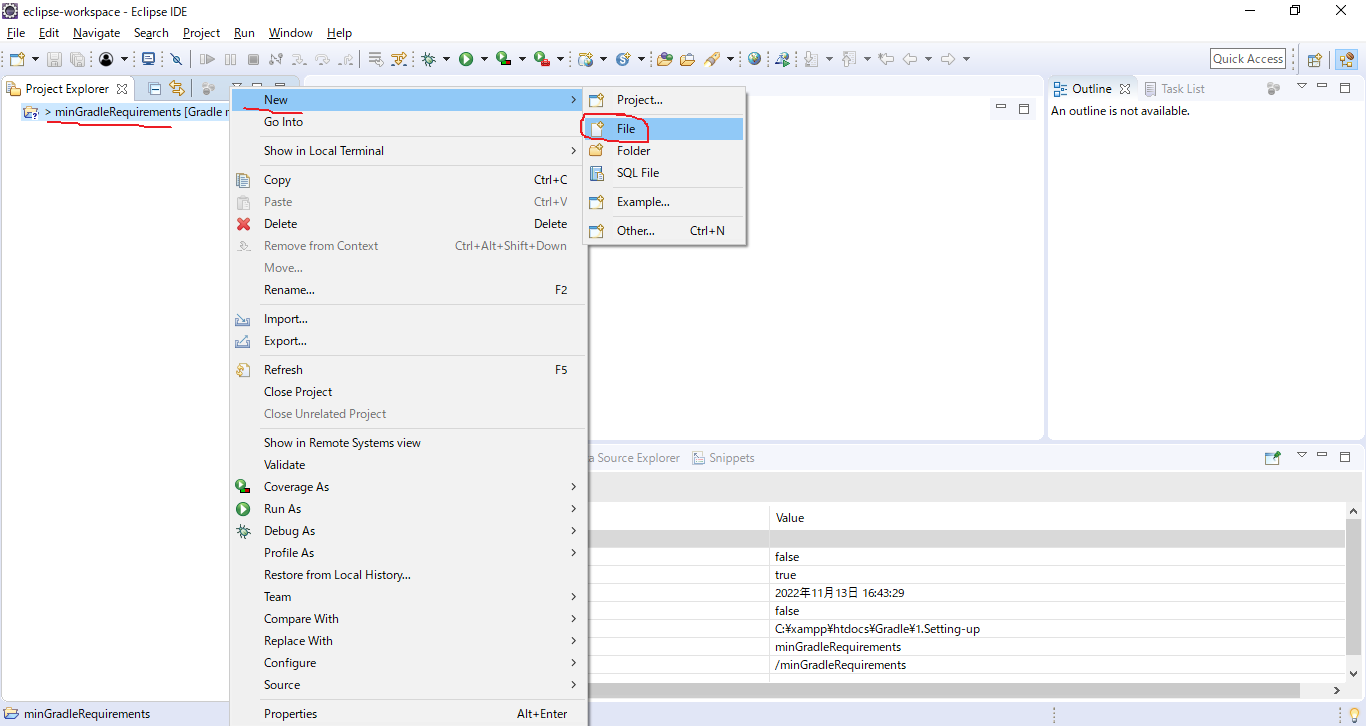 eclipse-workspace - Eclipse IDE
File Edit Navigate Search Project Run Window Help
Quick Access
Project Explorer
> minGradleRequirements [Gradle
New
Go Into
Show in Local Terminal
Copy Ctrl+C
Paste Ctrl+V
Delete Delete
Remove from Context Ctrl+Alt+Shift+Down
Move...
Rename... F2
Import...
Export...
Refresh F5
Close Project
Close Unrelated Project
Show in Remote Systems view
Validate
Coverage As
Run As
Debug As
Profile As
Restore from Local History...
Team
Compare With
Replace With
Configure
Source
Properties Alt+Enter
Project...
File
Folder
SQL File
Example...
Other... Ctrl+N
Outline Task List
An outline is not available.
a Source Explorer Snippets
Value
false
true
2022年11月13日 16:43:29
false
C:¥xampp¥htdocs¥Gradle¥1.Setting-up
minGradleRequirements
/minGradleRequirements
minGradleRequirements